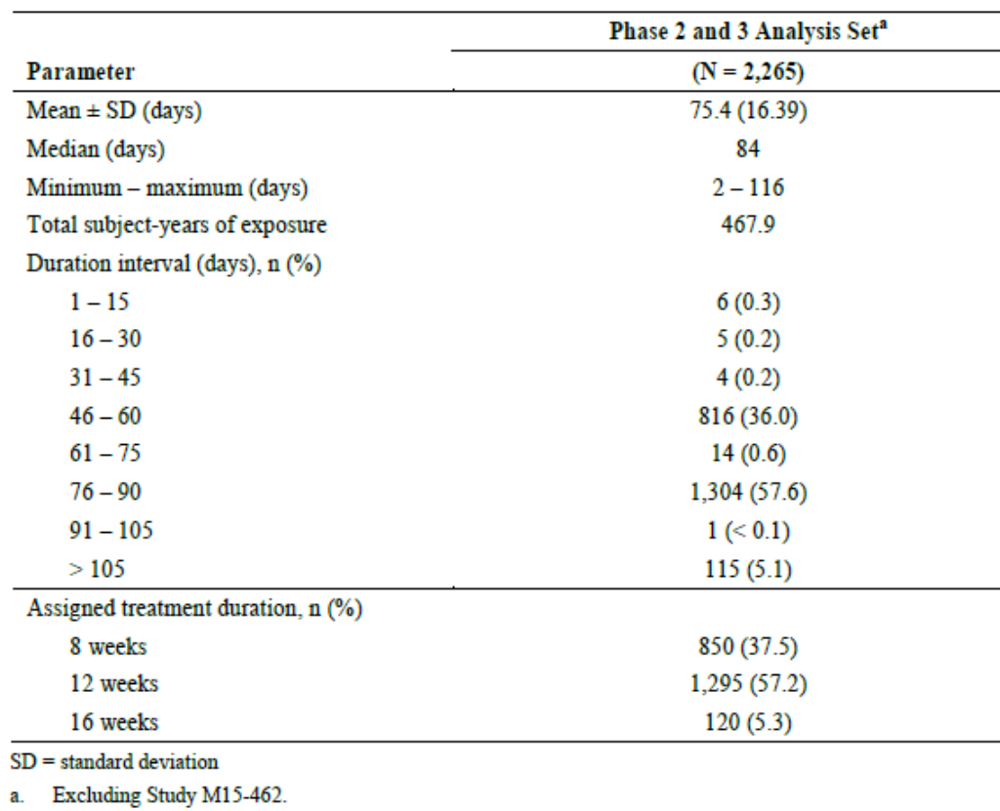 Phase 2 and 3 Analysis Setᵃ
Parameter (N = 2,265)
Mean ± SD (days) 75.4 (16.39)
Median (days) 84
Minimum – maximum (days) 2 – 116
Total subject-years of exposure 467.9
Duration interval (days), n (%)
1 – 15 6 (0.3)
16 – 30 5 (0.2)
31 – 45 4 (0.2)
46 – 60 816 (36.0)
61 – 75 14 (0.6)
76 – 90 1,304 (57.6)
91 – 105 1 (< 0.1)
> 105 115 (5.1)
Assigned treatment duration, n (%)
8 weeks 850 (37.5)
12 weeks 1,295 (57.2)
16 weeks 120 (5.3)
SD = standard deviation
a. Excluding Study M15-462.